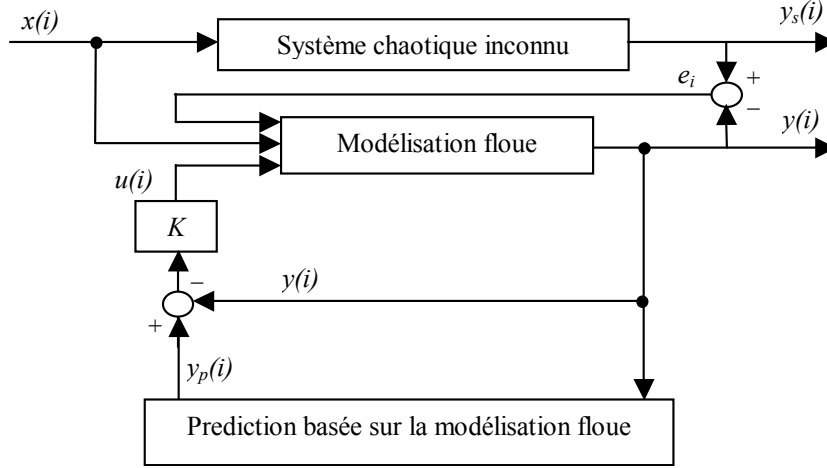 x(i)
y_s(i)
Système chaotique inconnu
e_i
+
−
Modélisation floue
y(i)
u(i)
K
−
y(i)
+
y_p(i)
Prediction basée sur la modélisation floue